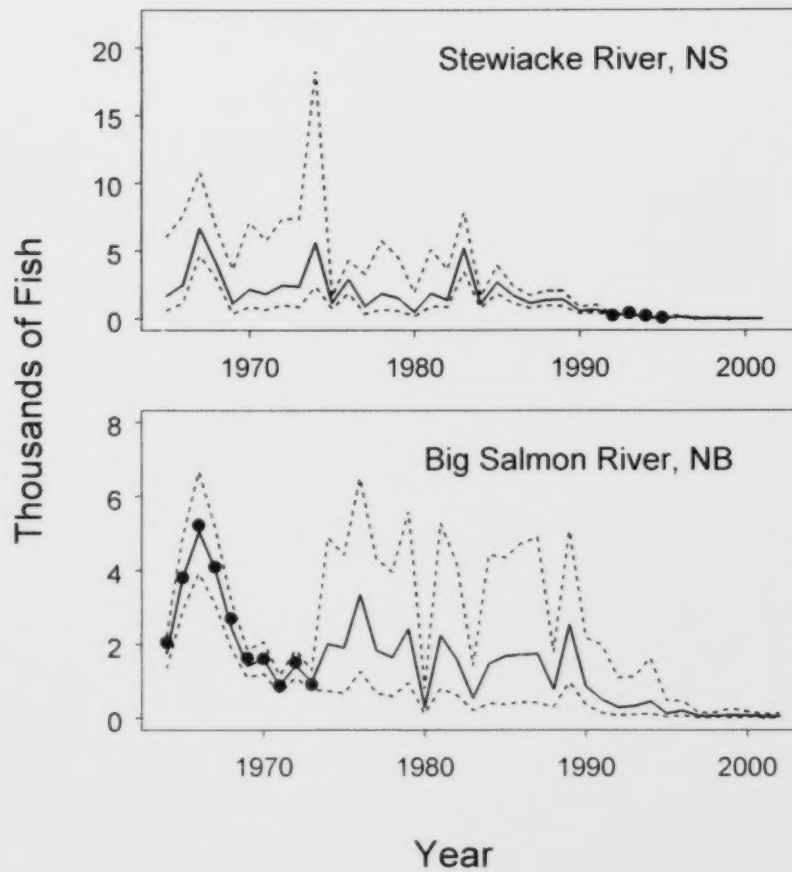 Thousands of Fish
Stewiacke River, NS
20
15
10
5
0
1970 1980 1990 2000
Big Salmon River, NB
8
6
4
2
0
1970 1980 1990 2000
Year